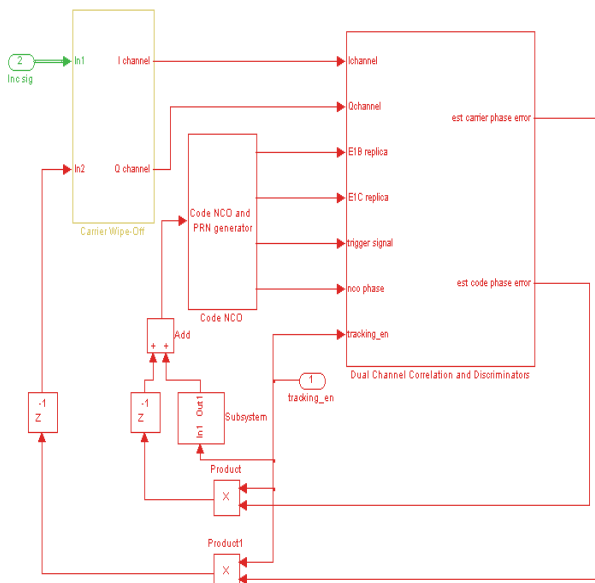 2
Inc sig
In1
I channel
In2
Q channel
Carrier Wipe-Off
Ichannel
Qchannel
E1B replica
E1C replica
trigger signal
nco phase
tracking_en
est carrier phase error
est code phase error
Dual Channel Correlation and Discriminators
Code NCO and
PRN generator
Code NCO
Add
+ +
1
tracking_en
-1
Z
-1
Z
In1 Out1
Subsystem
Product
X
Product1
X